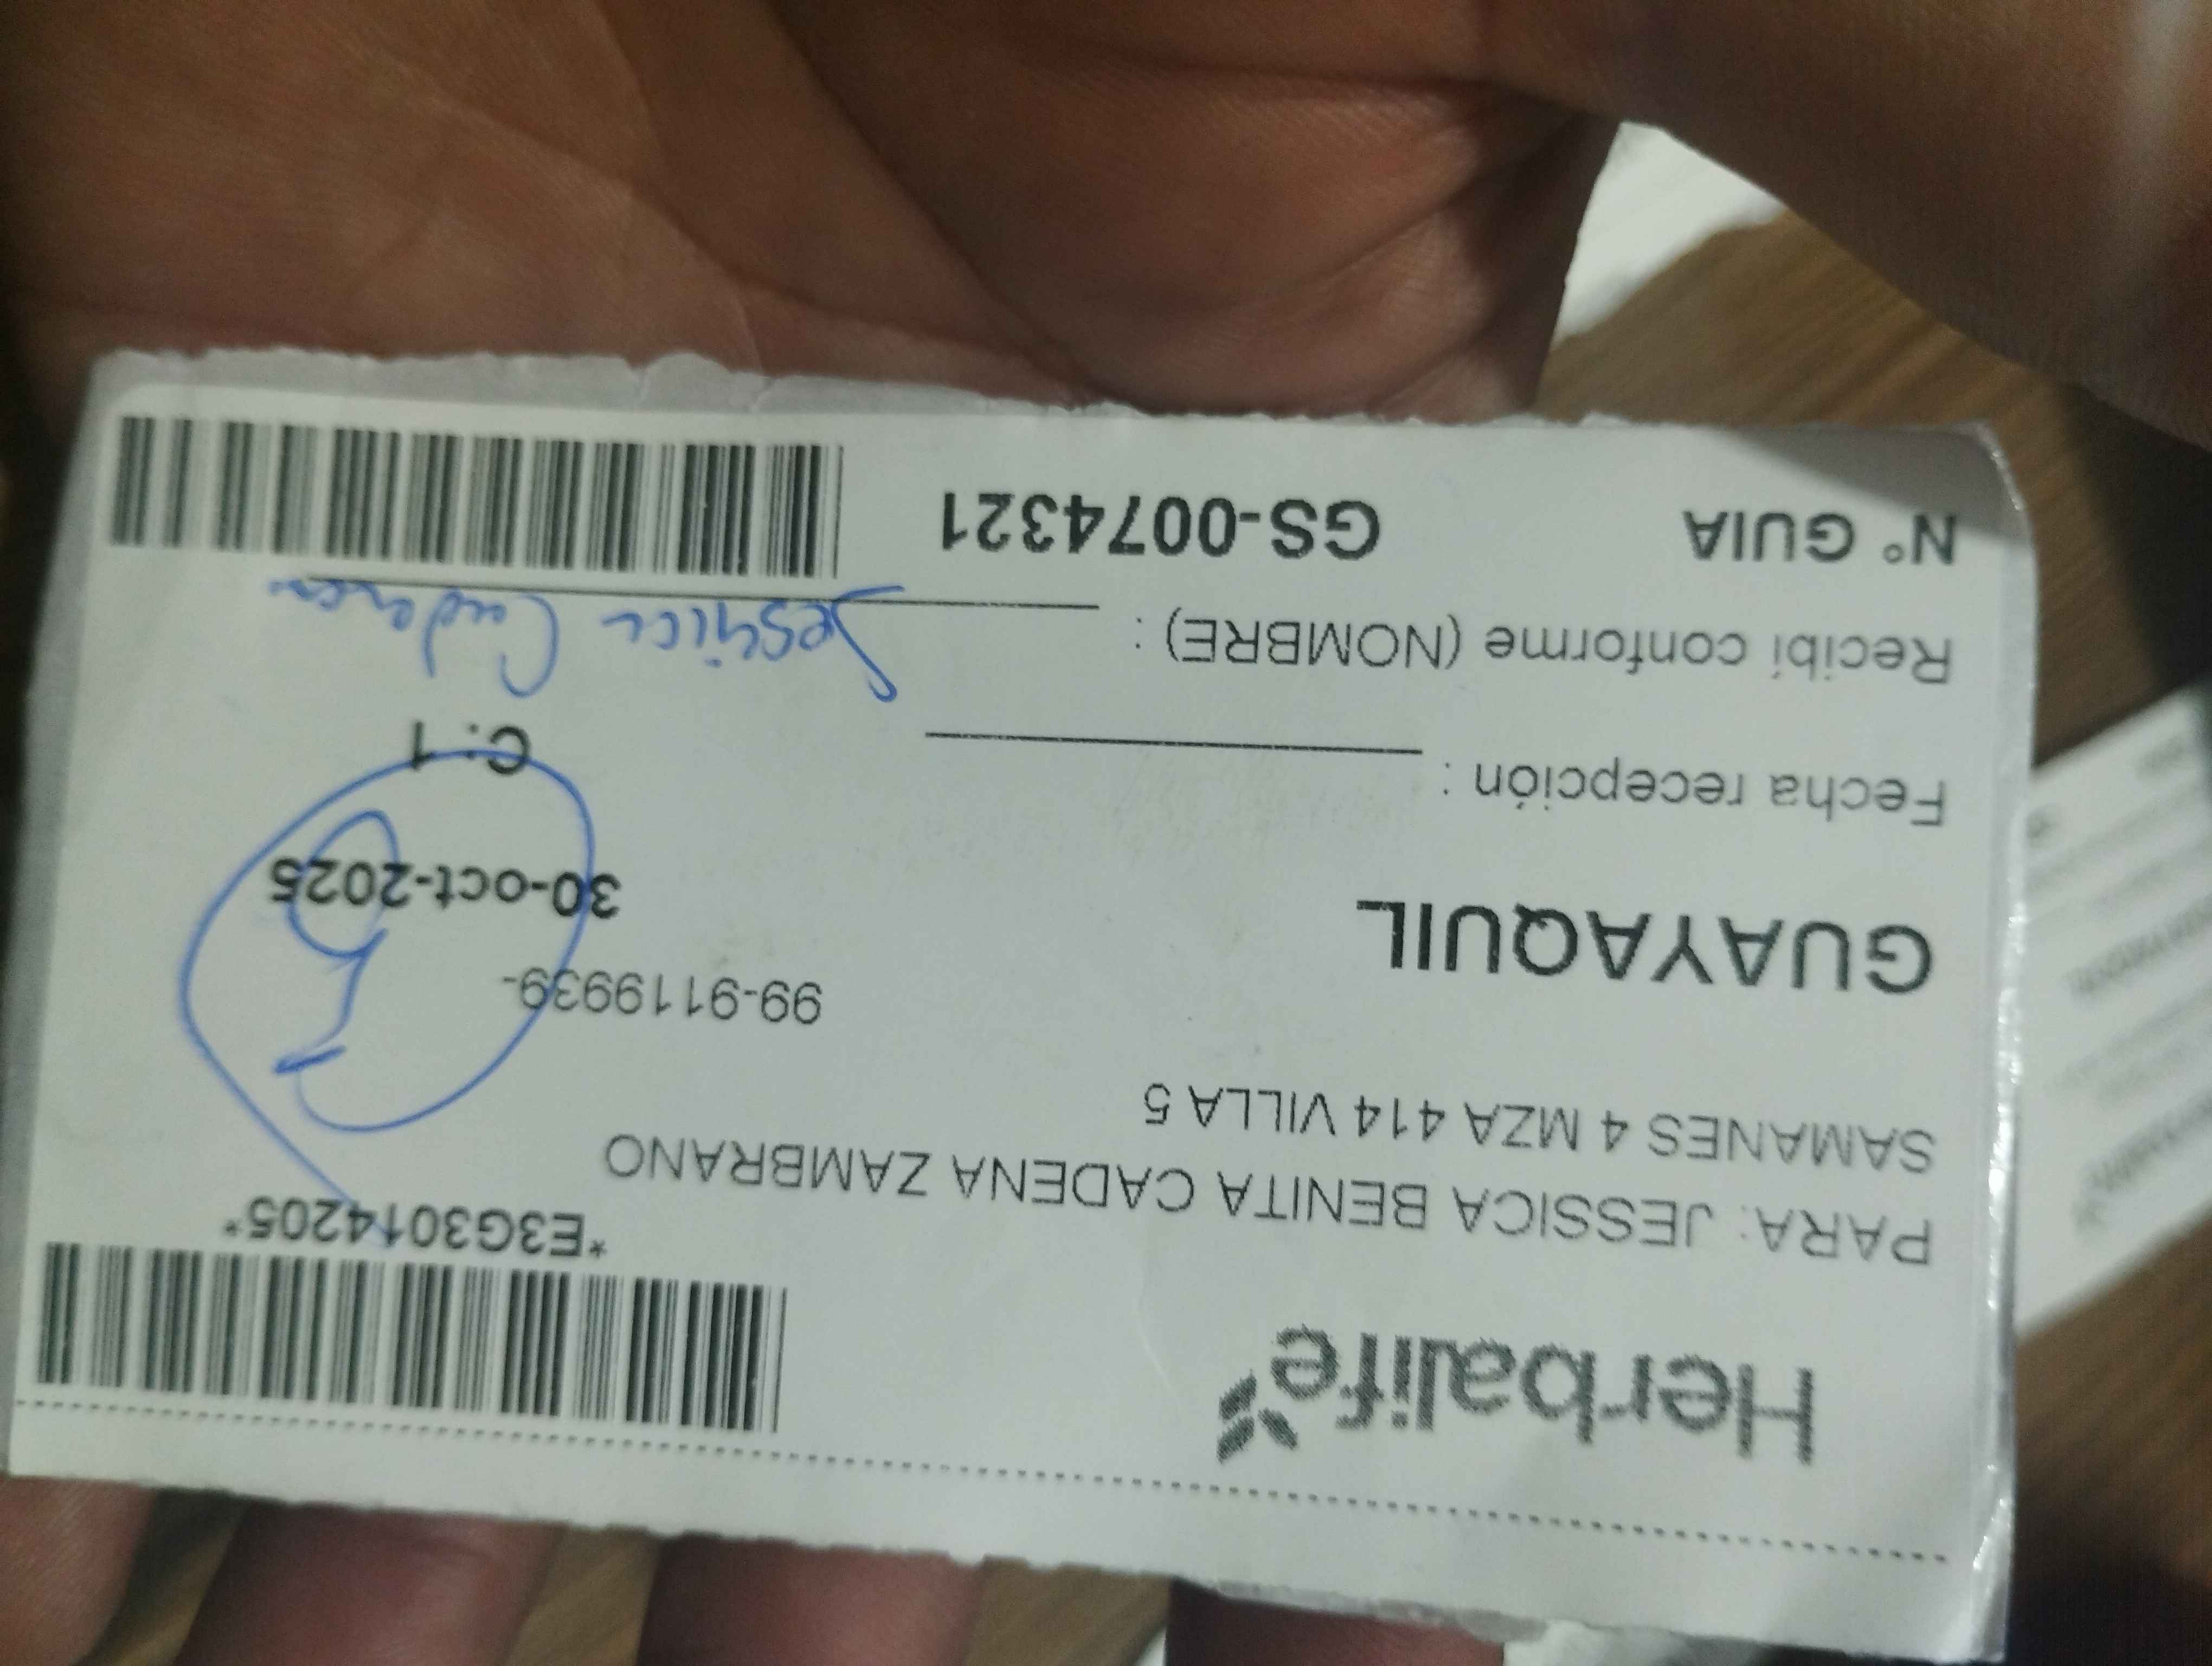 Herbalife
*E3G3014205*
PARA: JESSICA BENITA CADENA ZAMBRANO
SAMANES 4 MZA 414 VILLA 5
99-9119939-
GUAYAQUIL
30-oct-2025
Fecha recepción :
C: 1
Recibí conforme (NOMBRE) : Jessica Cadena
N° GUIA GS-0074321